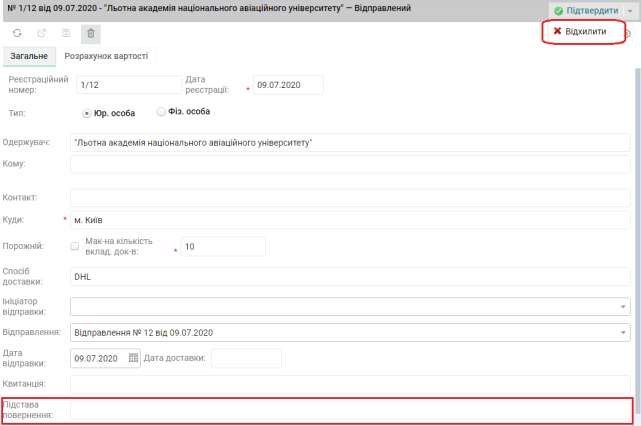 № 1/12 від 09.07.2020 - "Льотна академія національного авіаційного університету" — Відправлений
Підтвердити
Відхилити
Загальне Розрахунок вартості
Реєстраційний номер: 1/12 Дата реєстрації: * 09.07.2020
Тип: Юр. особа Фіз. особа
Одержувач: "Льотна академія національного авіаційного університету"
Кому:
Контакт:
Куди: * м. Київ
Порожній: Мак-на кількість вклад. док-в: * 10
Спосіб доставки: DHL
Ініціатор відправки:
Відправлення: Відправлення № 12 від 09.07.2020
Дата відправки: 09.07.2020 Дата доставки:
Квитанція:
Підстава повернення: